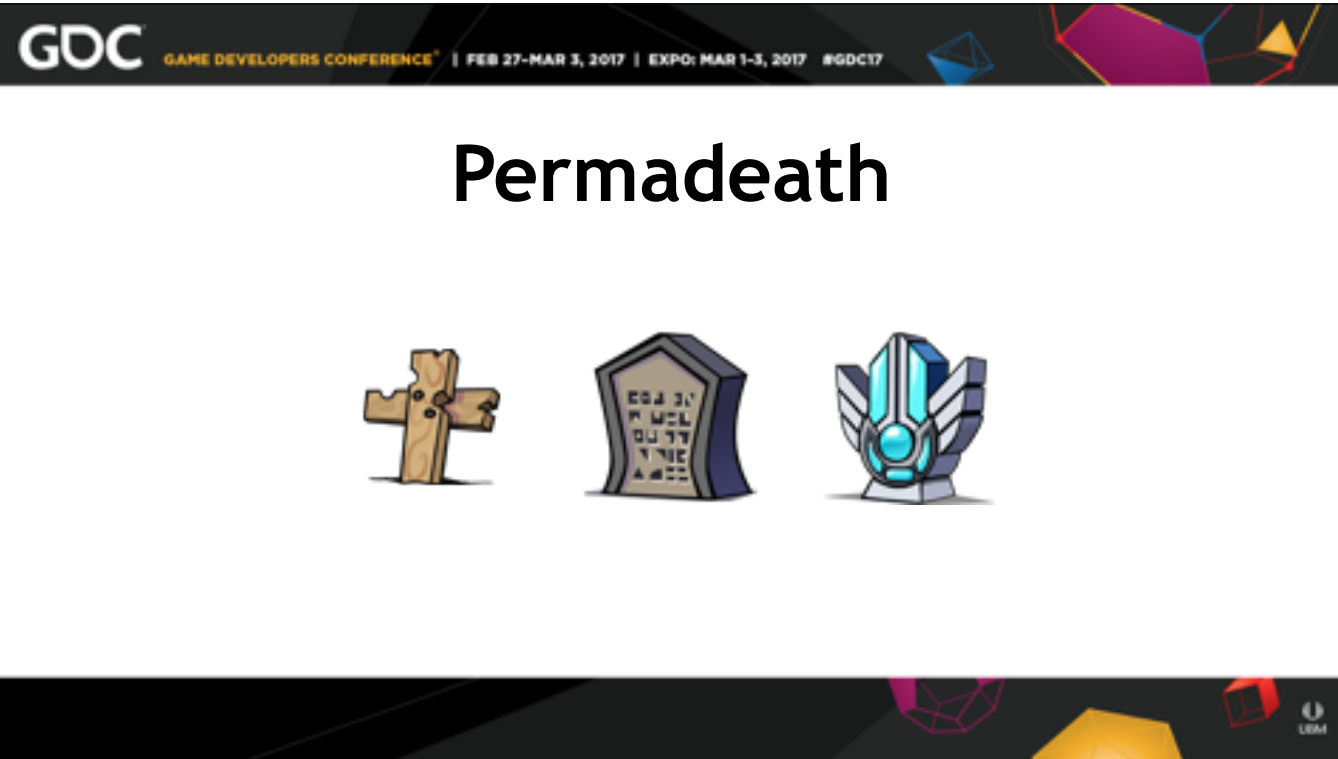 GDC GAME DEVELOPERS CONFERENCE® | FEB 27-MAR 3, 2017 | EXPO: MAR 1-3, 2017 #GDC17
Permadeath
UBM